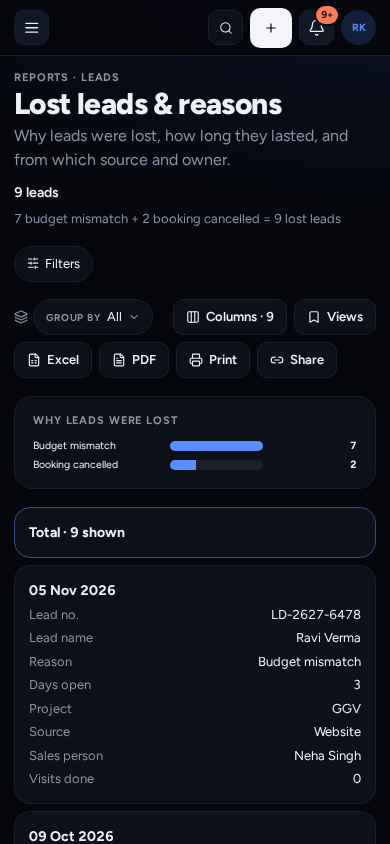 9+
RK
REPORTS · LEADS
Lost leads & reasons
Why leads were lost, how long they lasted, and
from which source and owner.
9 leads
7 budget mismatch + 2 booking cancelled = 9 lost leads
Filters
GROUP BY All
Columns · 9
Views
Excel
PDF
Print
Share
WHY LEADS WERE LOST
Budget mismatch 7
Booking cancelled 2
Total · 9 shown
05 Nov 2026
Lead no. LD-2627-6478
Lead name Ravi Verma
Reason Budget mismatch
Days open 3
Project GGV
Source Website
Sales person Neha Singh
Visits done 0
09 Oct 2026